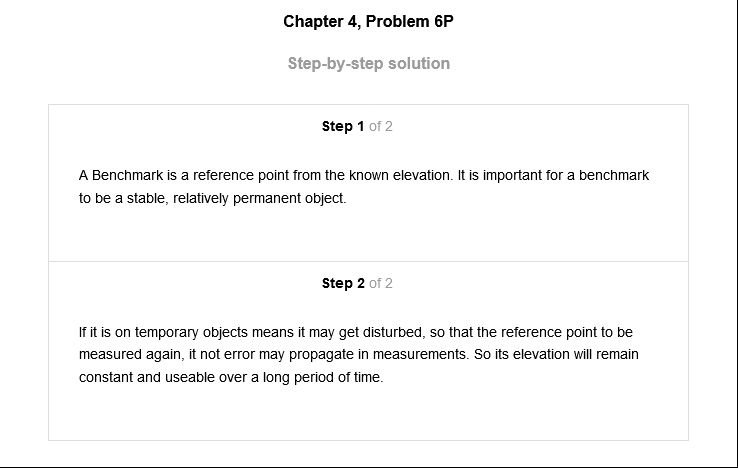 Chapter 4, Problem 6P
Step-by-step solution
Step 1 of 2
A Benchmark is a reference point from the known elevation. It is important for a benchmark
to be a stable, relatively permanent object.
Step 2 of 2
If it is on temporary objects means it may get disturbed, so that the reference point to be
measured again, it not error may propagate in measurements. So its elevation will remain
constant and useable over a long period of time.